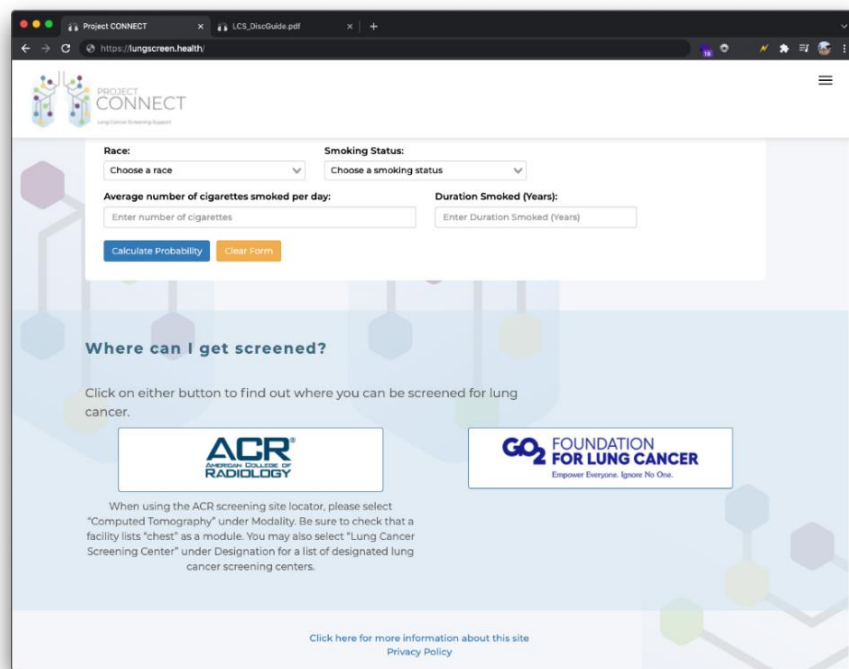 Project CONNECT
LCS_DiscGuide.pdf
https://lungscreen.health/
16
PROJECT
CONNECT
Lung Cancer Screening Support
Race:
Smoking Status:
Choose a race
Choose a smoking status
Average number of cigarettes smoked per day:
Duration Smoked (Years):
Enter number of cigarettes
Enter Duration Smoked (Years)
Calculate Probability
Clear Form
Where can I get screened?
Click on either button to find out where you can be screened for lung
cancer.
ACR®
AMERICAN COLLEGE OF
RADIOLOGY
GO2 FOUNDATION
FOR LUNG CANCER
Empower Everyone. Ignore No One.
When using the ACR screening site locator, please select
"Computed Tomography" under Modality. Be sure to check that a
facility lists "chest" as a module. You may also select "Lung Cancer
Screening Center" under Designation for a list of designated lung
cancer screening centers.
Click here for more information about this site
Privacy Policy